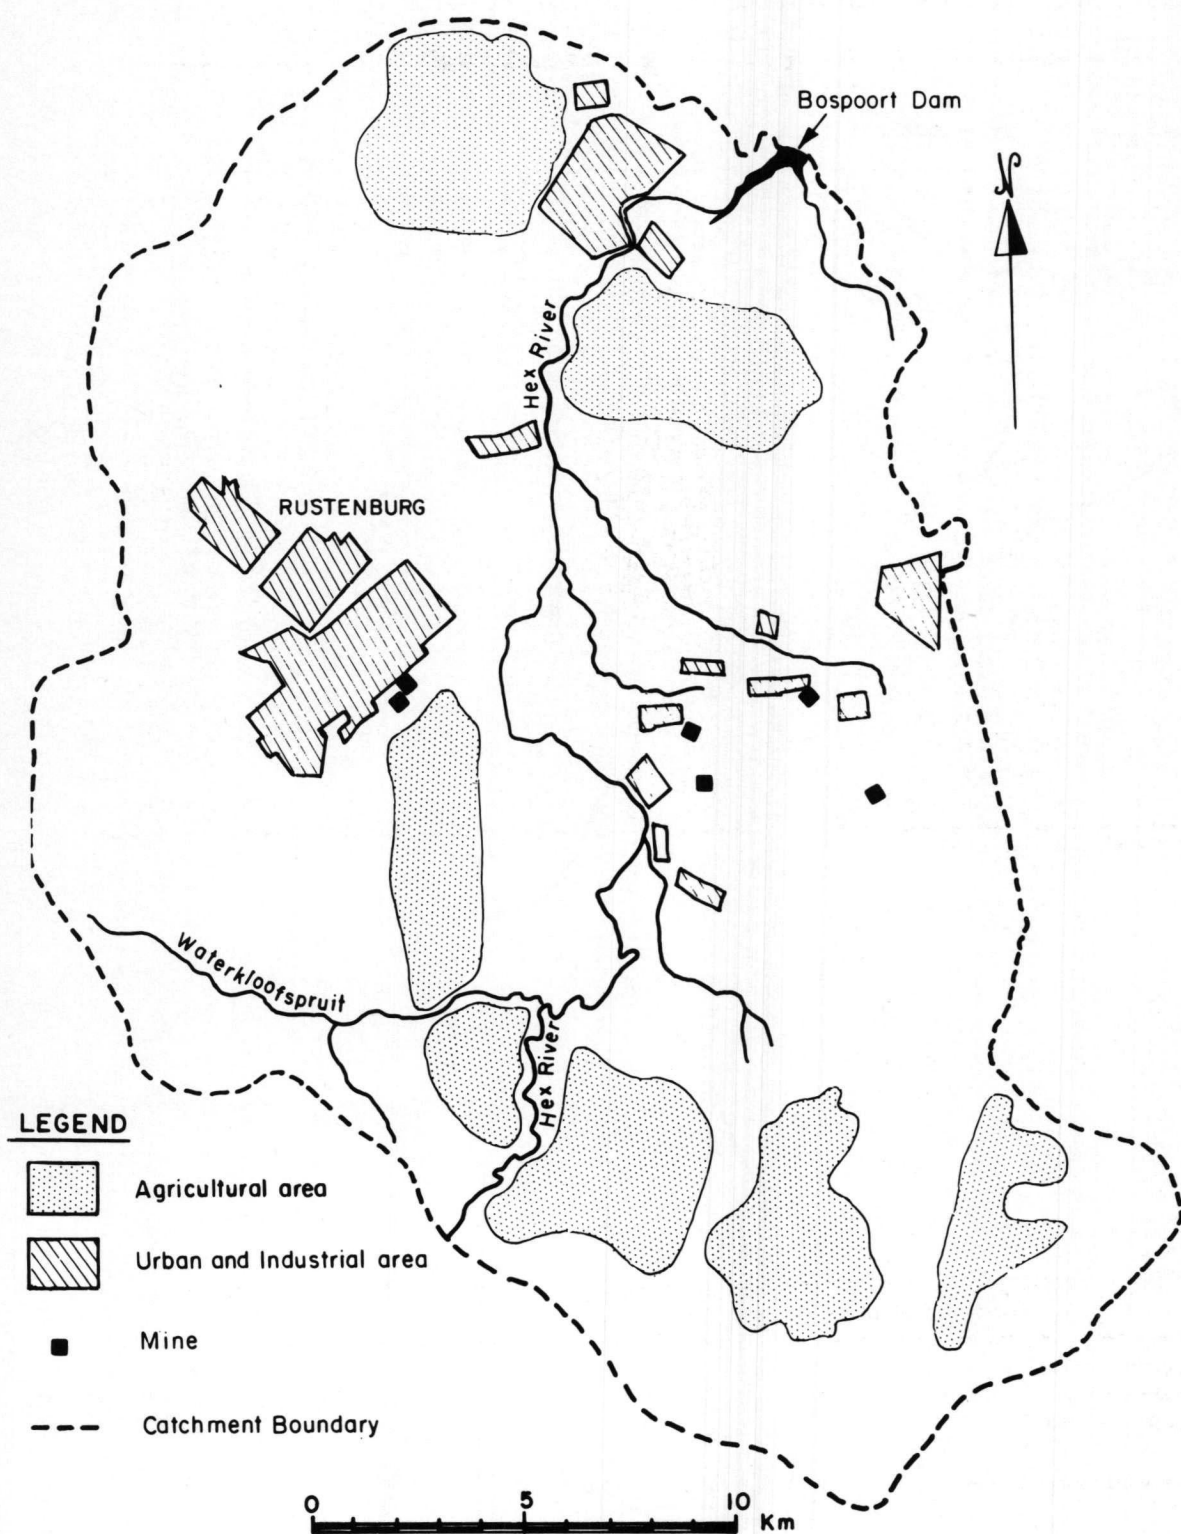 Bospoort Dam
N
Hex River
RUSTENBURG
Waterkloofspruit
Hex River
LEGEND
Agricultural area
Urban and Industrial area
Mine
Catchment Boundary
0 5 10
Km